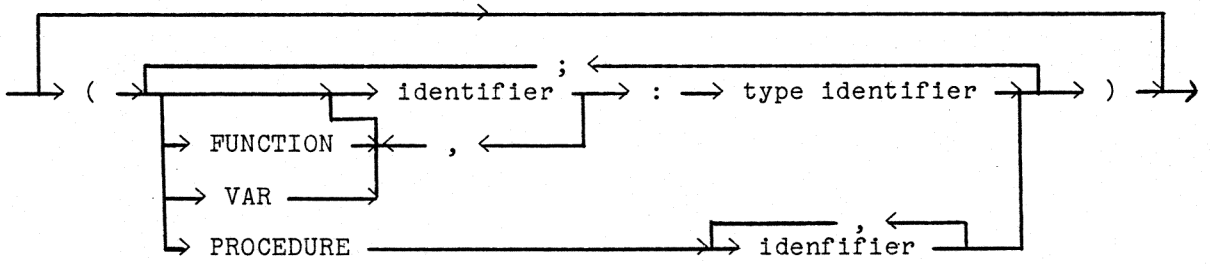 ;
( identifier : type identifier )
FUNCTION ,
VAR
,
PROCEDURE idenfifier